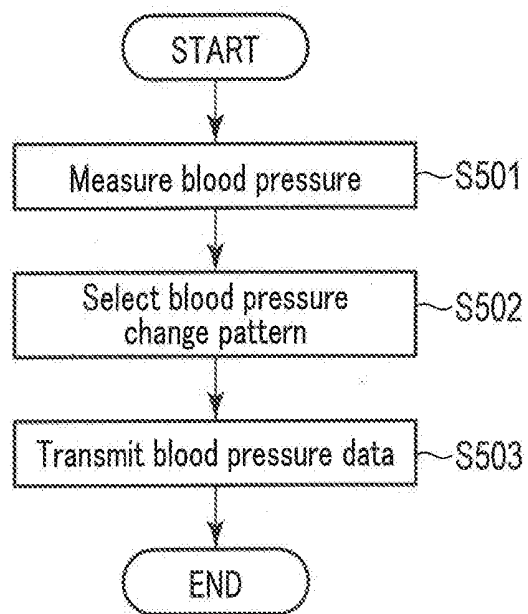 START
Measure blood pressure
S501
Select blood pressure
change pattern
S502
Transmit blood pressure data
S503
END